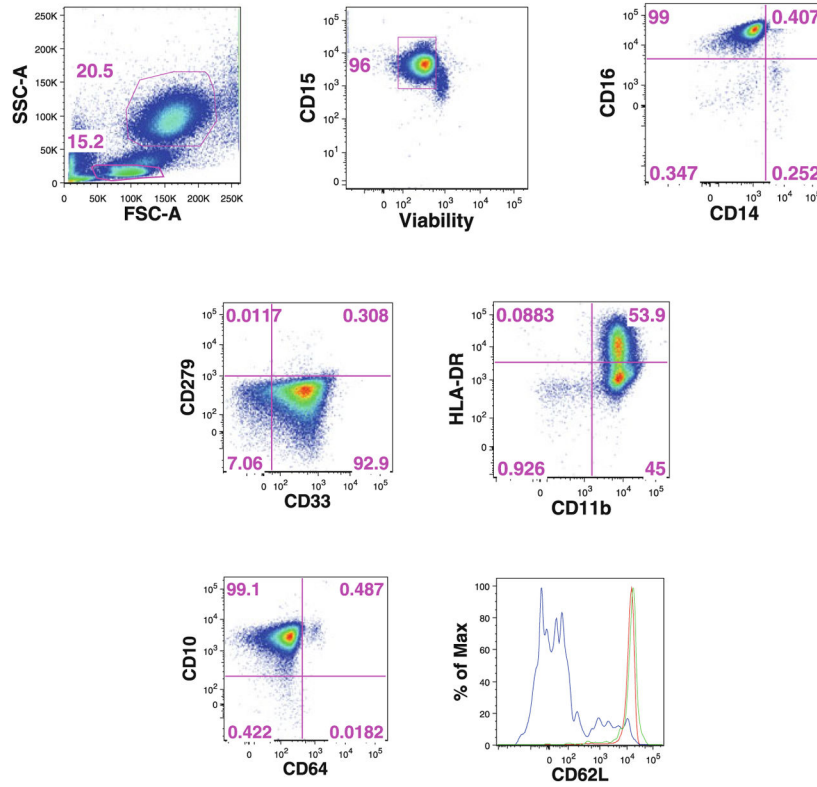 250K
200K
150K
100K
50K
0
20.5
15.2
SSC-A
0 50K 100K 150K 200K 250K
FSC-A
10^5
10^4
10^3
10^2
10^1
0
96
CD15
0 10^2 10^3 10^4 10^5
Viability
10^5
10^4
10^3
0
99 0.407
0.347 0.252
CD16
0 10^3 10^4 10^5
CD14
10^5
10^4
10^3
10^2
0
0.0117 0.308
7.06 92.9
CD279
0 10^2 10^3 10^4 10^5
CD33
10^5
10^4
10^3
10^2
0
0.0883 53.9
0.926 45
HLA-DR
0 10^3 10^4 10^5
CD11b
10^5
10^4
10^3
10^2
0
99.1 0.487
0.422 0.0182
CD10
0 10^2 10^3 10^4 10^5
CD64
100
80
60
40
20
0
% of Max
0 10^2 10^3 10^4 10^5
CD62L